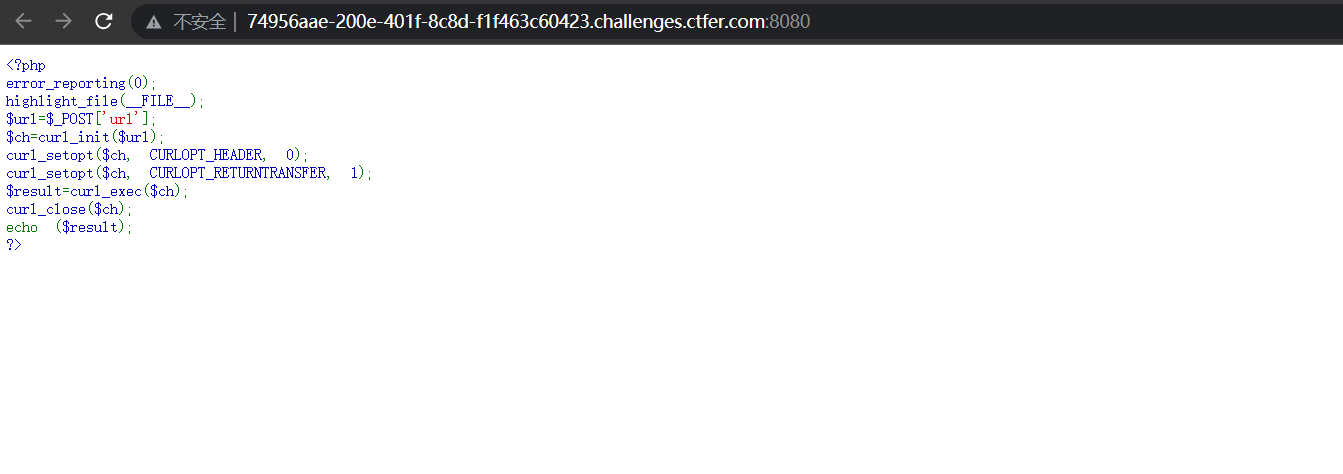 不安全 | 74956aae-200e-401f-8c8d-f1f463c60423.challenges.ctfer.com:8080
<?php
error_reporting(0);
highlight_file(__FILE__);
$url=$_POST['url'];
$ch=curl_init($url);
curl_setopt($ch, CURLOPT_HEADER, 0);
curl_setopt($ch, CURLOPT_RETURNTRANSFER, 1);
$result=curl_exec($ch);
curl_close($ch);
echo ($result);
?>